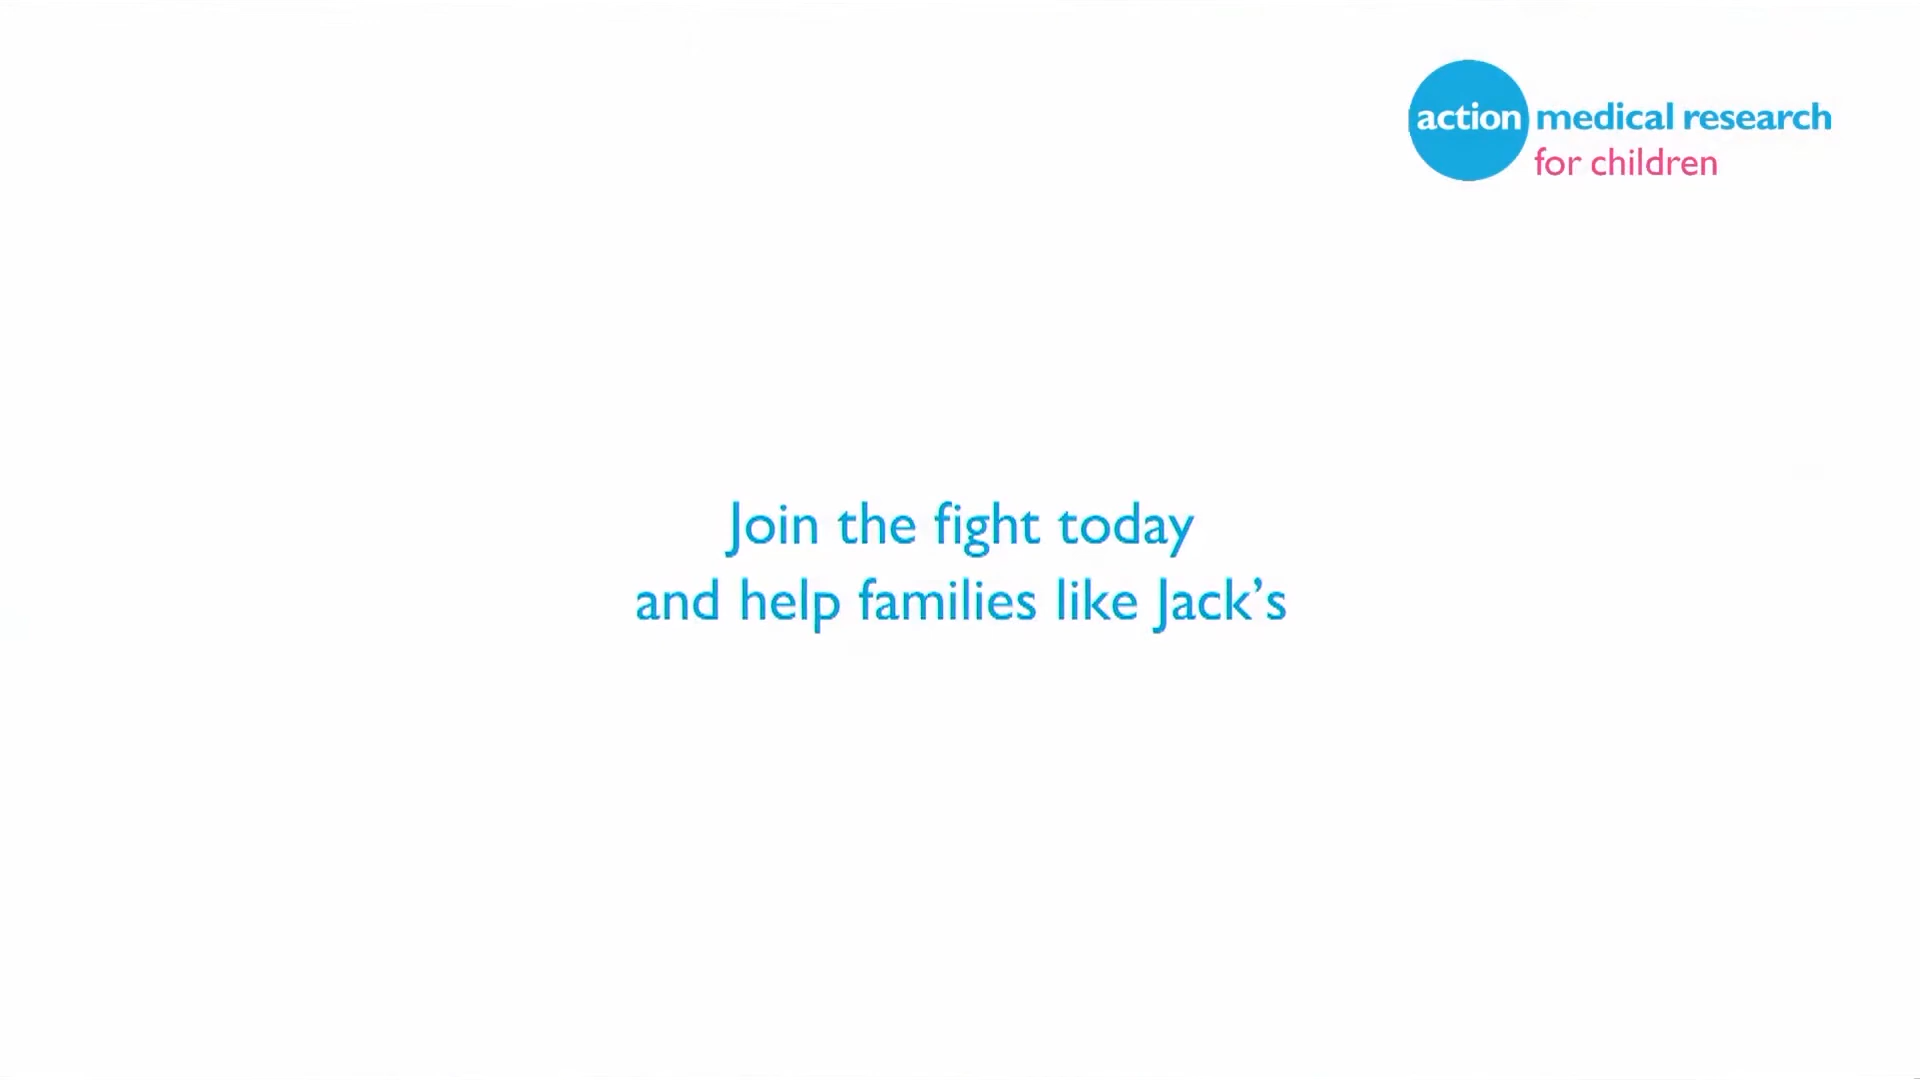 action medical research
for children
Join the fight today
and help families like Jack’s